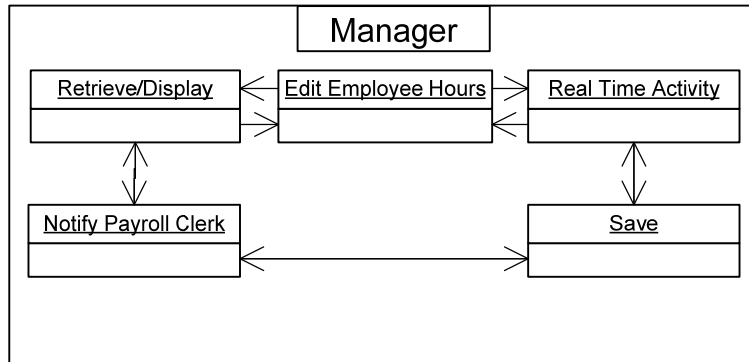 Manager
Retrieve/Display
Edit Employee Hours
Real Time Activity
Notify Payroll Clerk
Save